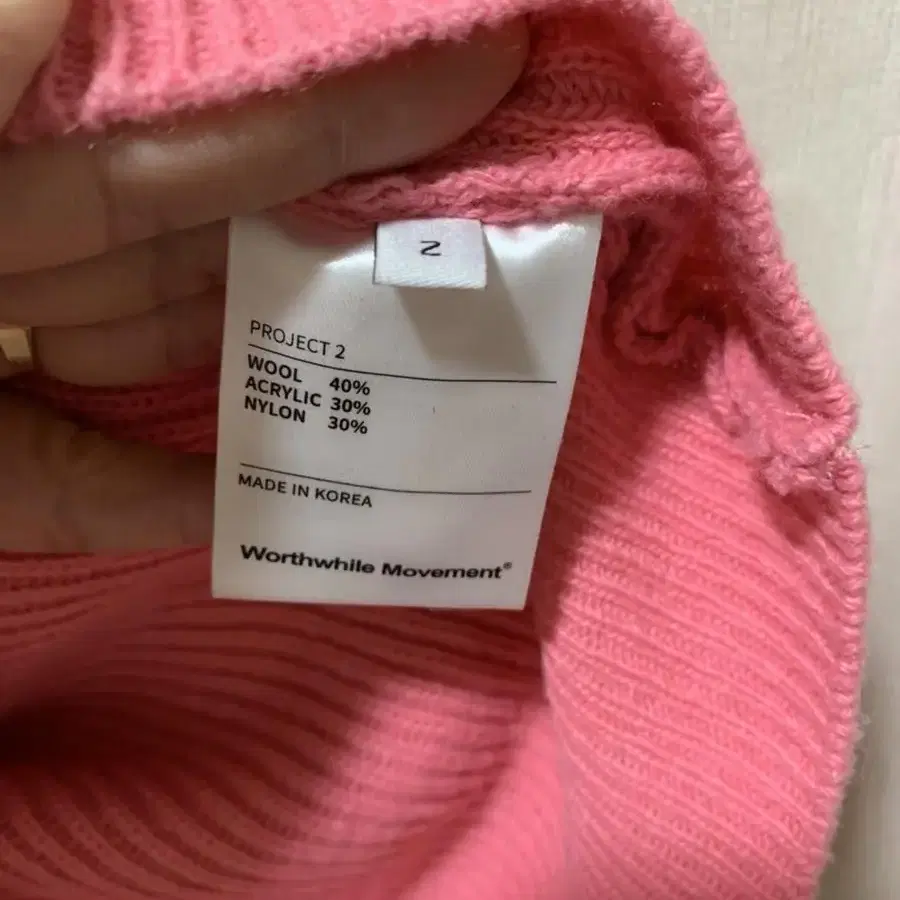 2
PROJECT 2
WOOL 40%
ACRYLIC 30%
NYLON 30%
MADE IN KOREA
Worthwhile Movement®